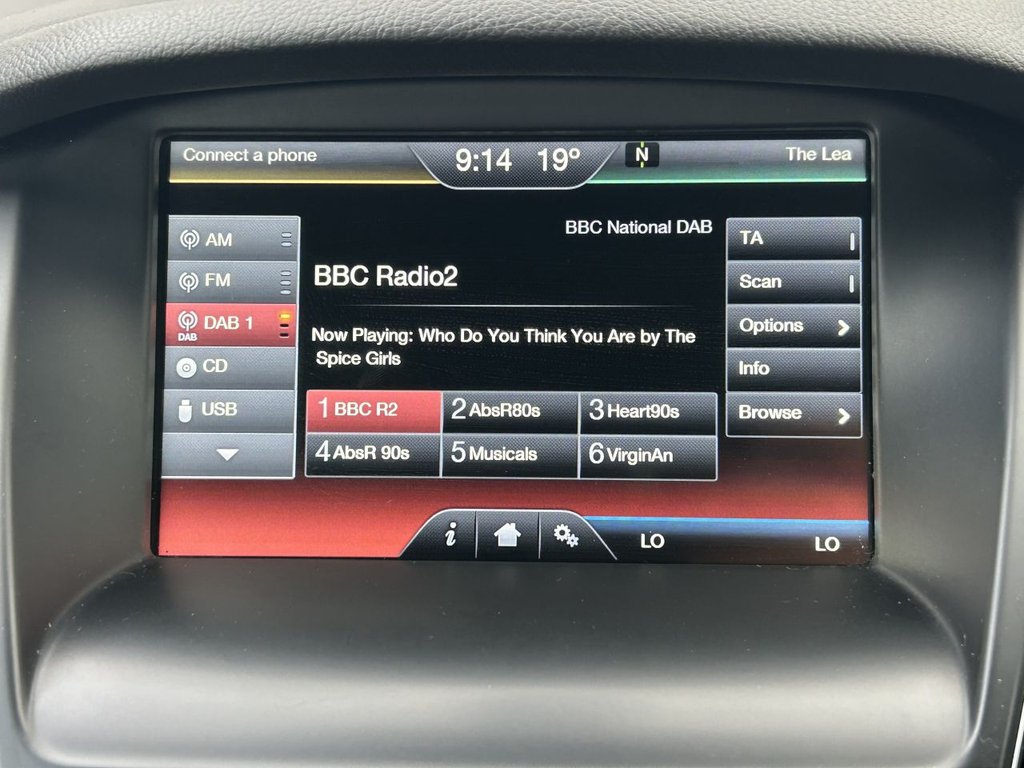 Connect a phone
9:14 19°
N
The Lea
AM
FM
DAB 1
DAB
CD
USB
BBC National DAB
BBC Radio2
Now Playing: Who Do You Think You Are by The
Spice Girls
1 BBC R2
2 AbsR80s
3 Heart90s
4 AbsR 90s
5 Musicals
6 VirginAn
TA
Scan
Options
Info
Browse
i
LO
LO